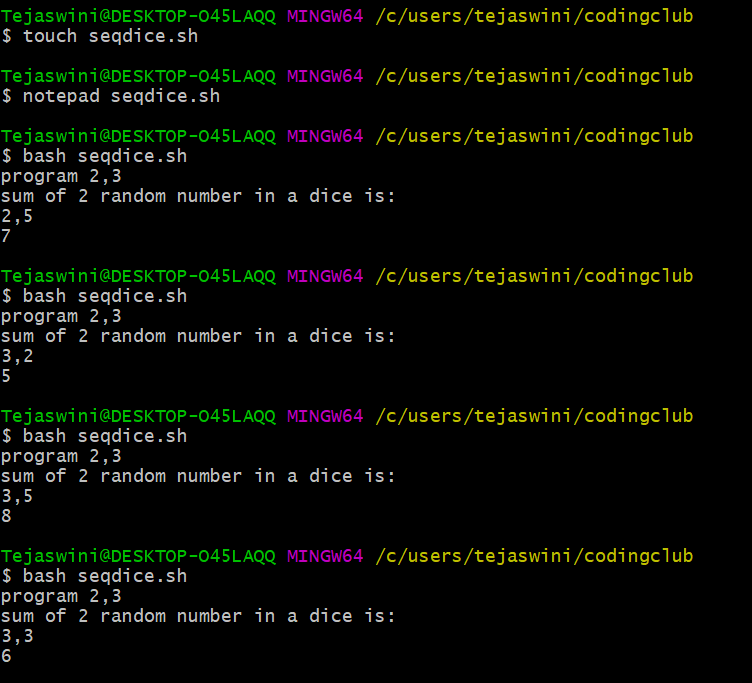 Tejaswini@DESKTOP-O45LAQQ MINGW64 /c/users/tejaswini/codingclub
$ touch seqdice.sh
Tejaswini@DESKTOP-O45LAQQ MINGW64 /c/users/tejaswini/codingclub
$ notepad seqdice.sh
Tejaswini@DESKTOP-O45LAQQ MINGW64 /c/users/tejaswini/codingclub
$ bash seqdice.sh
program 2,3
sum of 2 random number in a dice is:
2,5
7
Tejaswini@DESKTOP-O45LAQQ MINGW64 /c/users/tejaswini/codingclub
$ bash seqdice.sh
program 2,3
sum of 2 random number in a dice is:
3,2
5
Tejaswini@DESKTOP-O45LAQQ MINGW64 /c/users/tejaswini/codingclub
$ bash seqdice.sh
program 2,3
sum of 2 random number in a dice is:
3,5
8
Tejaswini@DESKTOP-O45LAQQ MINGW64 /c/users/tejaswini/codingclub
$ bash seqdice.sh
program 2,3
sum of 2 random number in a dice is:
3,3
6